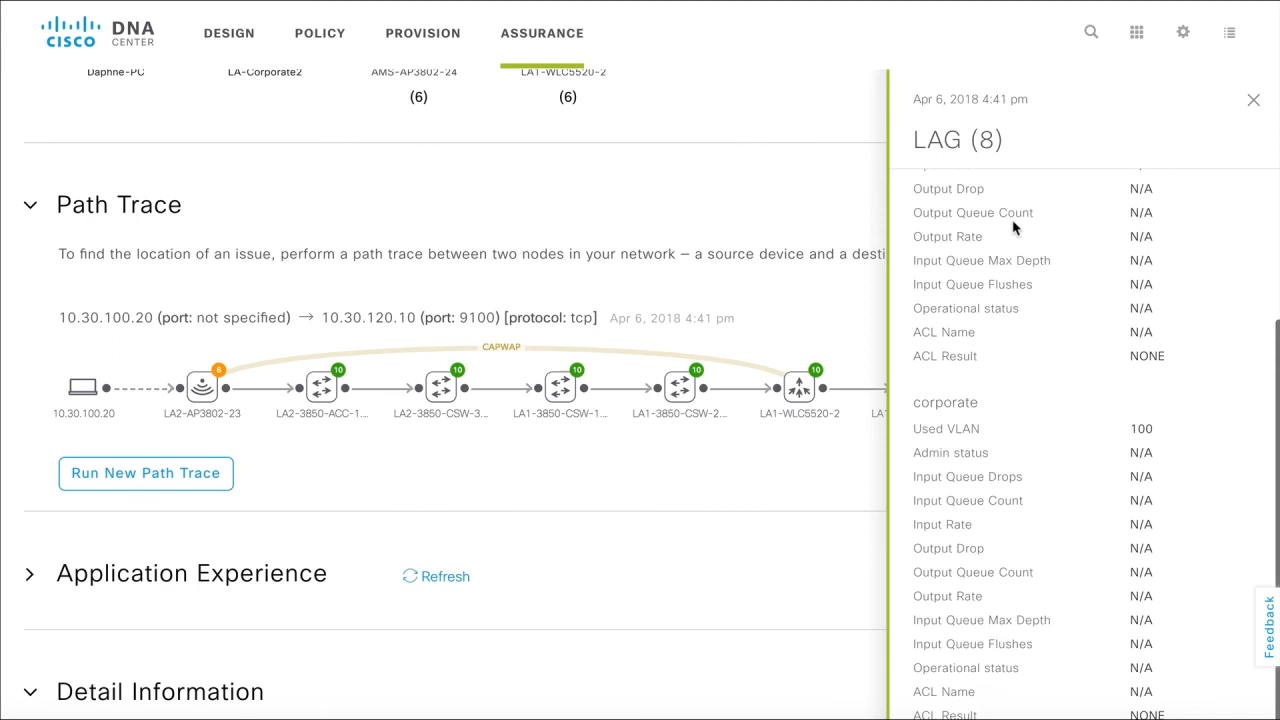 CISCO DNA CENTER DESIGN POLICY PROVISION ASSURANCE
Daphne-PC LA-Corporate2 AMS-AP3802-24 LA1-WLC5520-2
(6) (6)
Path Trace
To find the location of an issue, perform a path trace between two nodes in your network – a source device and a desti
10.30.100.20 (port: not specified) → 10.30.120.10 (port: 9100) [protocol: tcp] Apr 6, 2018 4:41 pm
CAPWAP
6 10 10 10 10 10
10.30.100.20 LA2-AP3802-23 LA2-3850-ACC-1... LA2-3850-CSW-3... LA1-3850-CSW-1... LA1-3850-CSW-2... LA1-WLC5520-2 LA1
Run New Path Trace
Application Experience Refresh
Detail Information
Apr 6, 2018 4:41 pm
LAG (8)
Output Drop N/A
Output Queue Count N/A
Output Rate N/A
Input Queue Max Depth N/A
Input Queue Flushes N/A
Operational status N/A
ACL Name N/A
ACL Result NONE
corporate
Used VLAN 100
Admin status N/A
Input Queue Drops N/A
Input Queue Count N/A
Input Rate N/A
Output Drop N/A
Output Queue Count N/A
Output Rate N/A
Input Queue Max Depth N/A
Input Queue Flushes N/A
Operational status N/A
ACL Name N/A
ACL Result NONE
Feedback